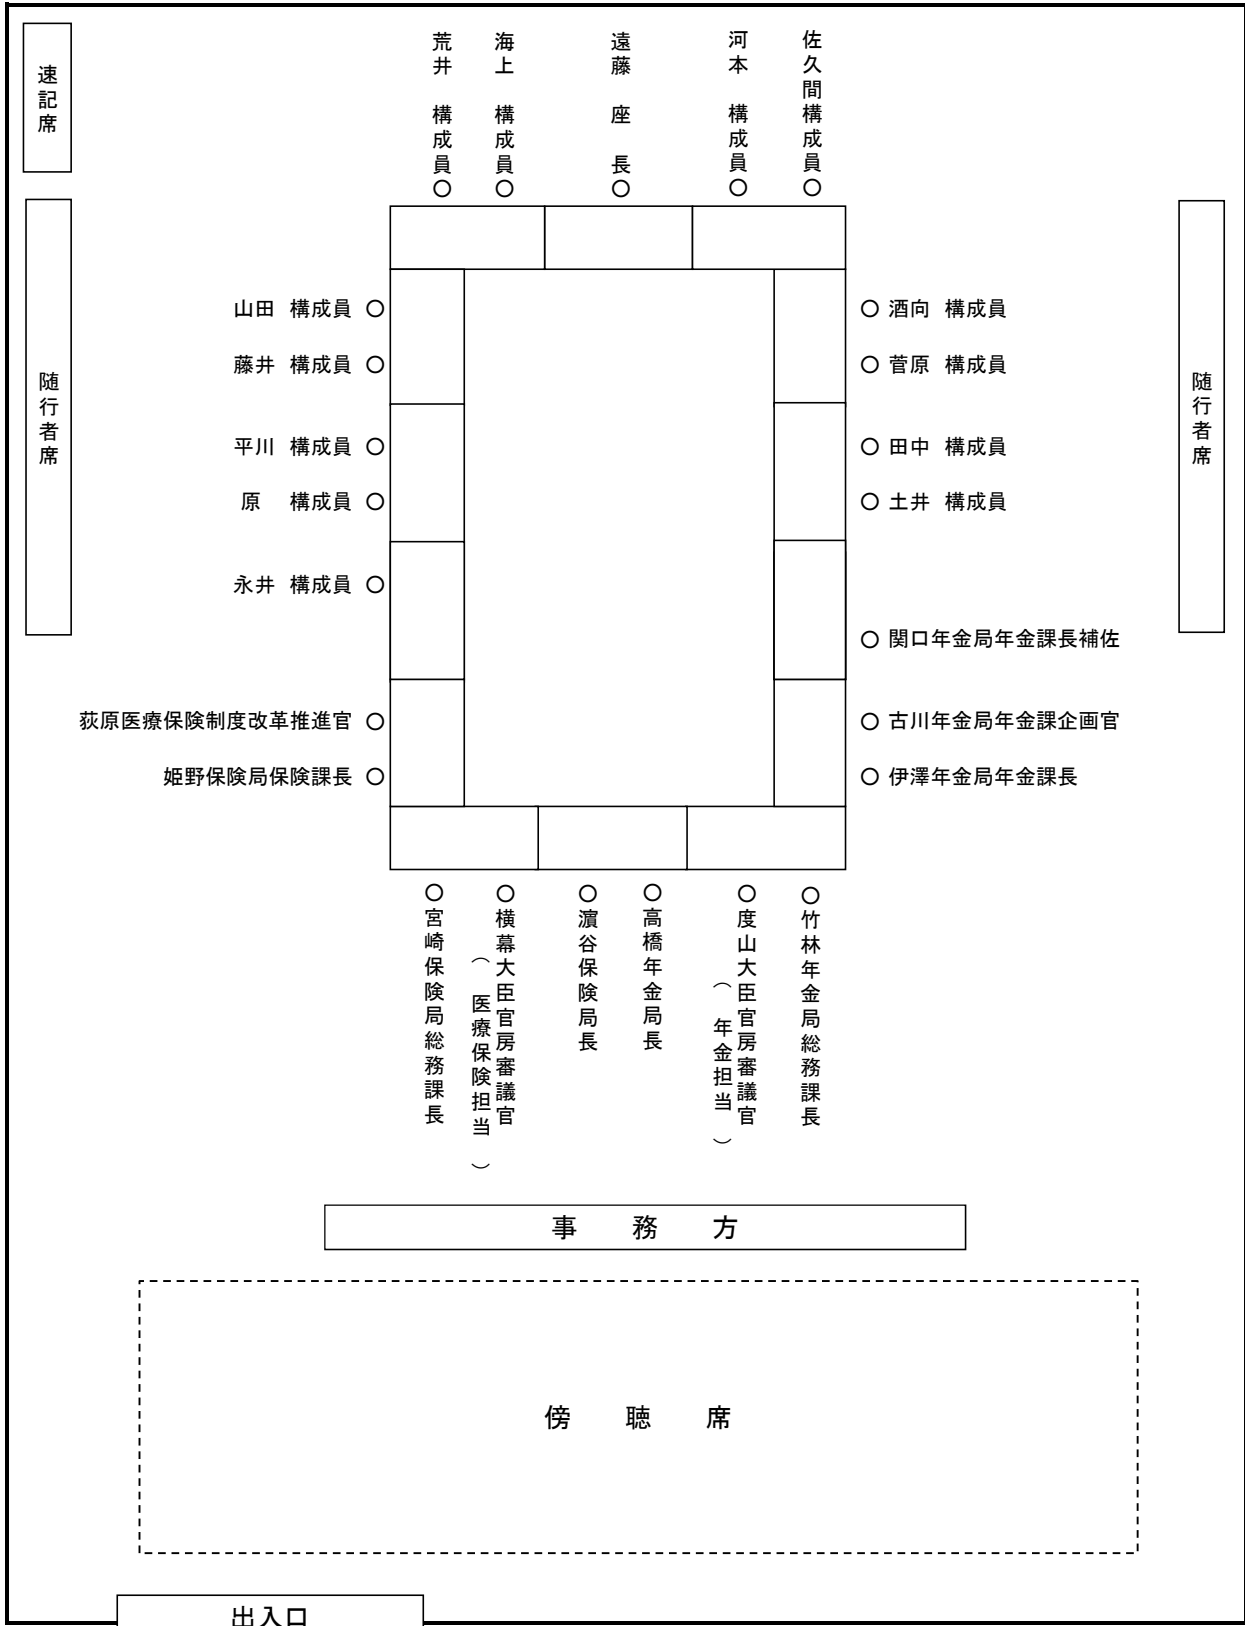 速記席
荒井　構成員○
海上　構成員○
遠藤　座　長○
河本　構成員○
佐久間構成員○
随行者席
随行者席
山田　構成員　○
藤井　構成員　○
平川　構成員　○
原　　構成員　○
永井　構成員　○
荻原医療保険制度改革推進官　○
姫野保険局保険課長　○
○ 酒向　構成員
○ 菅原　構成員
○ 田中　構成員
○ 土井　構成員
○ 関口年金局年金課長補佐
○ 古川年金局年金課企画官
○ 伊澤年金局年金課長
○宮崎保険局総務課長
○横幕大臣官房審議官
（医療保険担当）
○濵谷保険局長
○高橋年金局長
○度山大臣官房審議官
（年金担当）
○竹林年金局総務課長
事　務　方
傍　聴　席
出入口